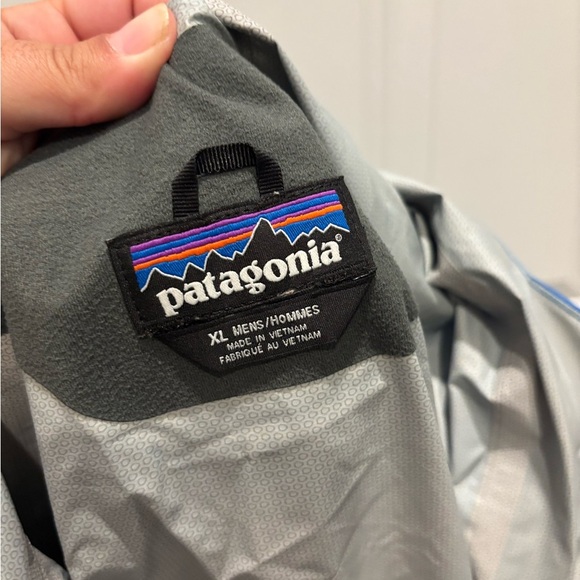 patagonia®
XL MENS/HOMMES
MADE IN VIETNAM
FABRIQUÉ AU VIETNAM